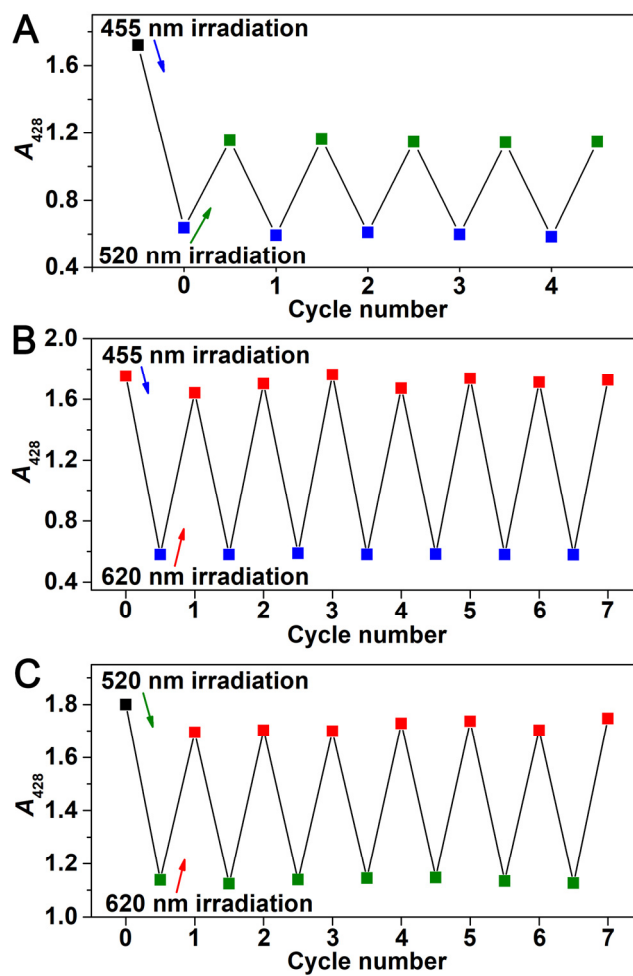 A
455 nm irradiation
1.6
1.2
0.8
0.4
A428
520 nm irradiation
0 1 2 3 4
Cycle number
B
2.0
1.6
1.2
0.8
0.4
A428
455 nm irradiation
620 nm irradiation
0 1 2 3 4 5 6 7
Cycle number
C
520 nm irradiation
1.8
1.6
1.4
1.2
1.0
A428
620 nm irradiation
0 1 2 3 4 5 6 7
Cycle number